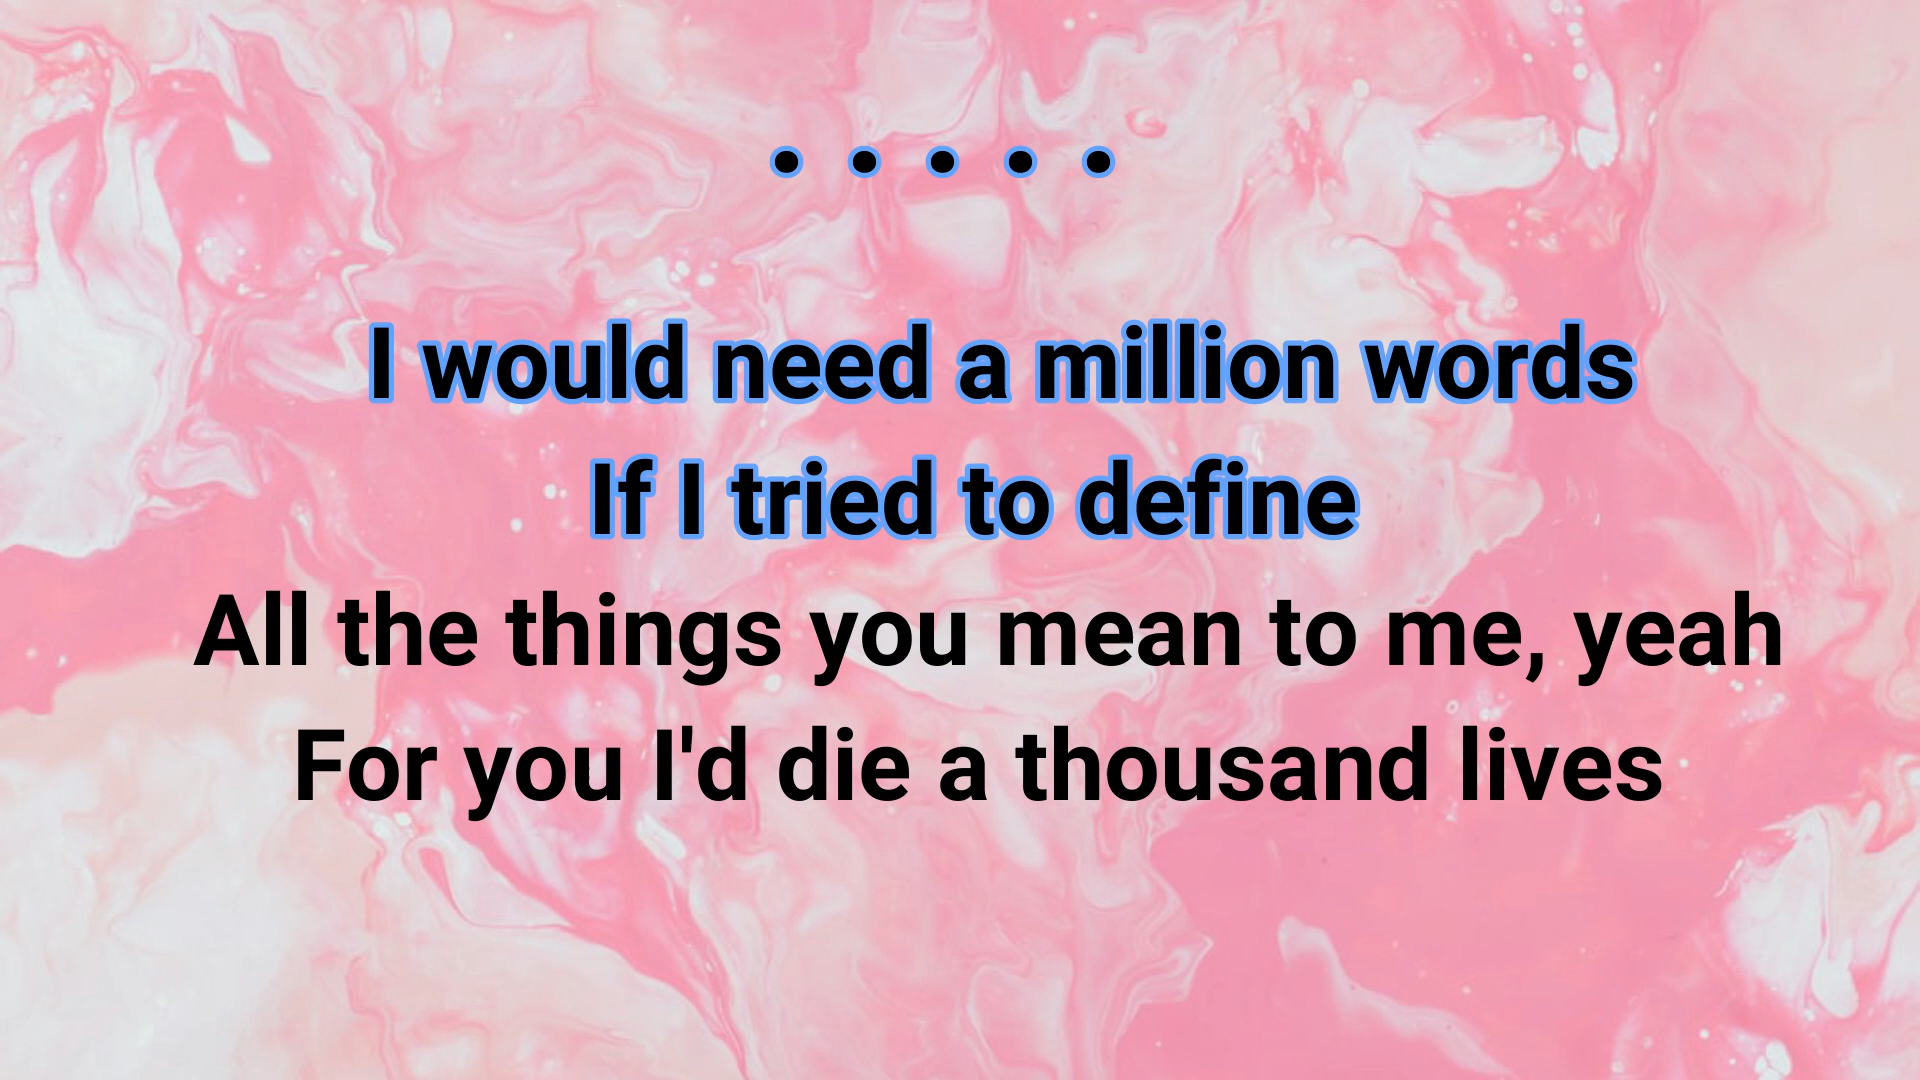 • • • • •
I would need a million words
If I tried to define
All the things you mean to me, yeah
For you I'd die a thousand lives